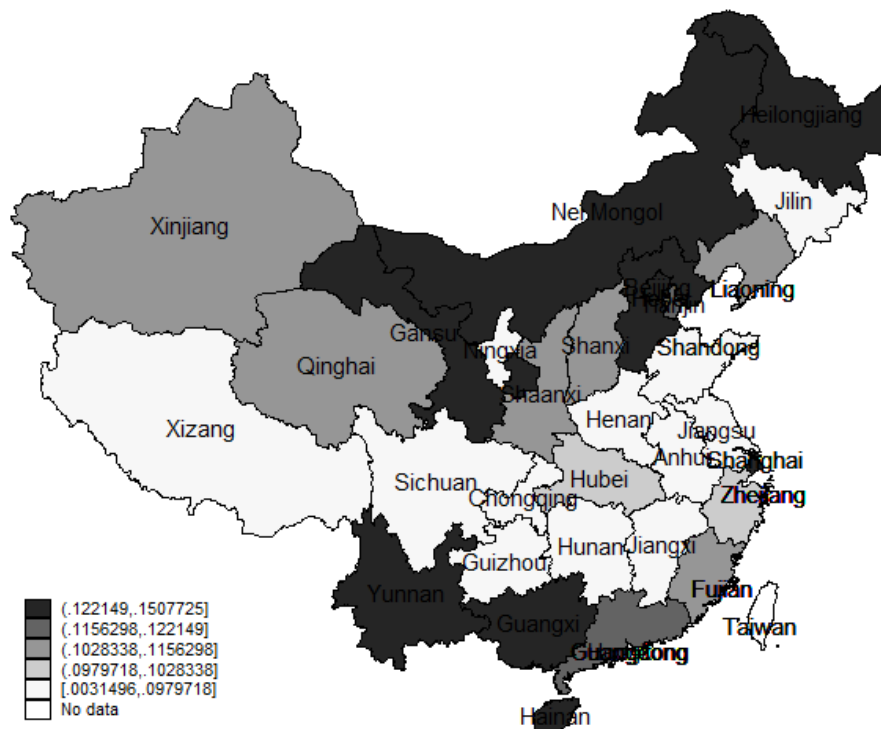 Heilongjiang
Jilin
Nei Mongol
Xinjiang
Beijing
Liaoning
Gansu
Ningxia
Shanxi
Shandong
Qinghai
Shaanxi
Henan
Jiangsu
Xizang
Anhui
Shanghai
Sichuan
Hubei
Chongqing
Zhejiang
Hunan
Jiangxi
Guizhou
Yunnan
Fujian
Guangxi
Taiwan
Hainan
(.122149,.1507725]
(.1156298,.122149]
(.1028338,.1156298]
(.0979718,.1028338]
[.0031496,.0979718]
No data